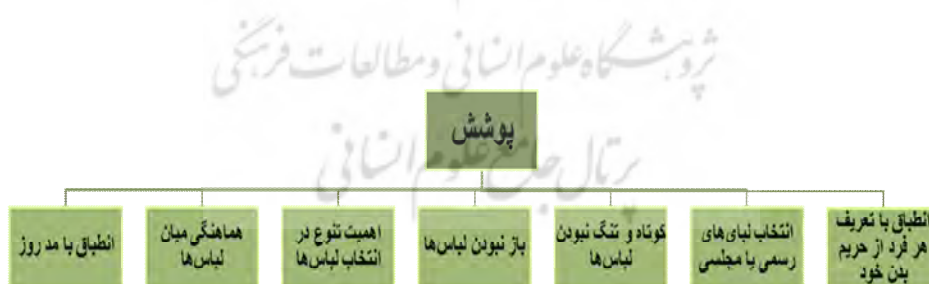 پژوهشگاه علوم انسانی و مطالعات فرهنگی
پوشش
پرتال جامع علوم انسانی
انطباق با تعریف
هر فرد از حریم
بدن خود
انتخاب لبای‌های
رسمی یا مجلسی
کوتاه و تنگ نبودن
لباس‌ها
باز نبودن لباس‌ها
اهمیت تنوع در
انتخاب لباس‌ها
هماهنگی میان
لباس‌ها
انطباق با مد روز